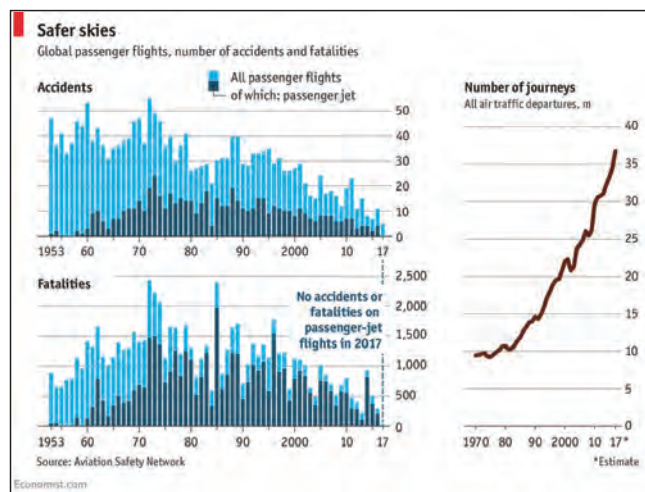 Safer skies
Global passenger flights, number of accidents and fatalities
Accidents
All passenger flights
of which: passenger jet
50
40
30
20
10
0
1953 60 70 80 90 2000 10 17
Fatalities
2,500
2,000
1,500
1,000
500
0
No accidents or
fatalities on
passenger-jet
flights in 2017
1953 60 70 80 90 2000 10 17
Number of journeys
All air traffic departures, m
40
35
30
25
20
15
10
5
0
1970 80 90 2000 10 17*
Source: Aviation Safety Network
*Estimate
Economist.com